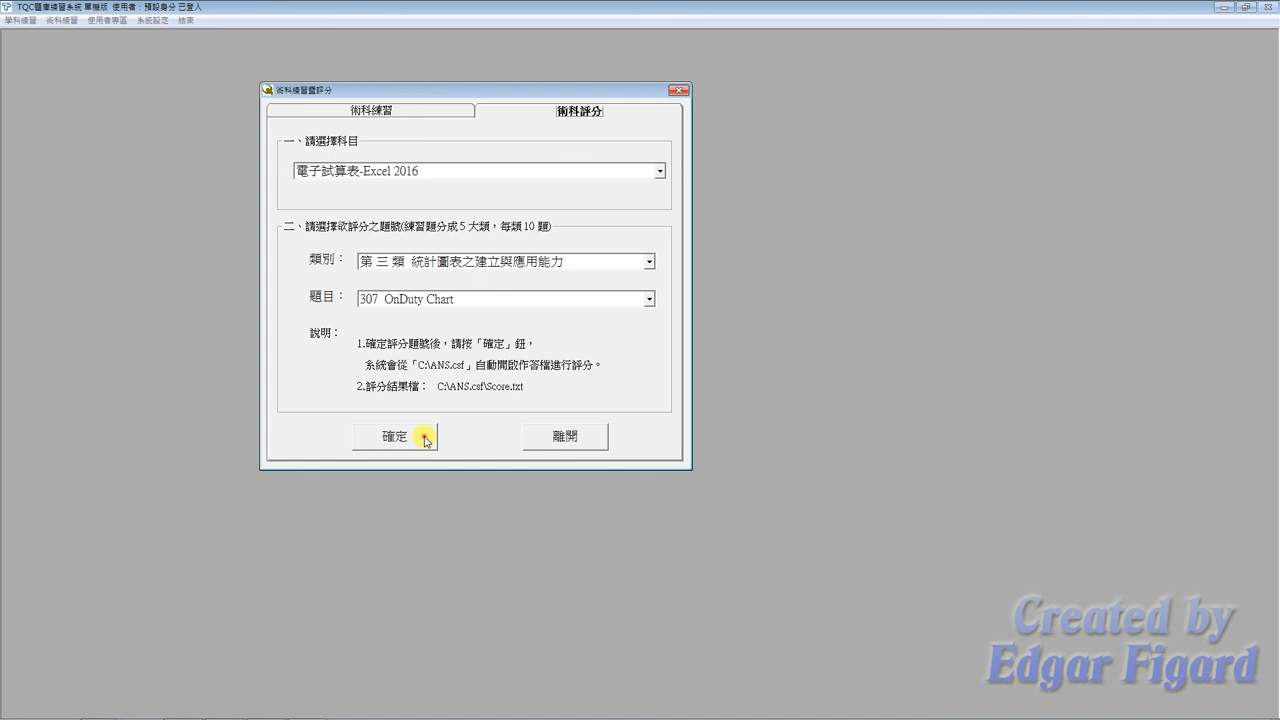 TQC題庫練習系統 單機版 使用者：預設身分 已登入
學科練習 術科練習 使用者專區 系統設定 結束
術科練習暨評分
術科練習 術科評分
一、請選擇科目
電子試算表-Excel 2016
二、請選擇欲評分之題號(練習題分成 5 大類，每類 10 題)
類別： 第 三 類 統計圖表之建立與應用能力
題目： 307 OnDuty Chart
說明：
1.確定評分題號後，請按「確定」鈕，
系統會從「C:\ANS.csf」自動開啟作答檔進行評分。
2.評分結果檔： C:\ANS.csf\Score.txt
確定 離開
Created by
Edgar Figard